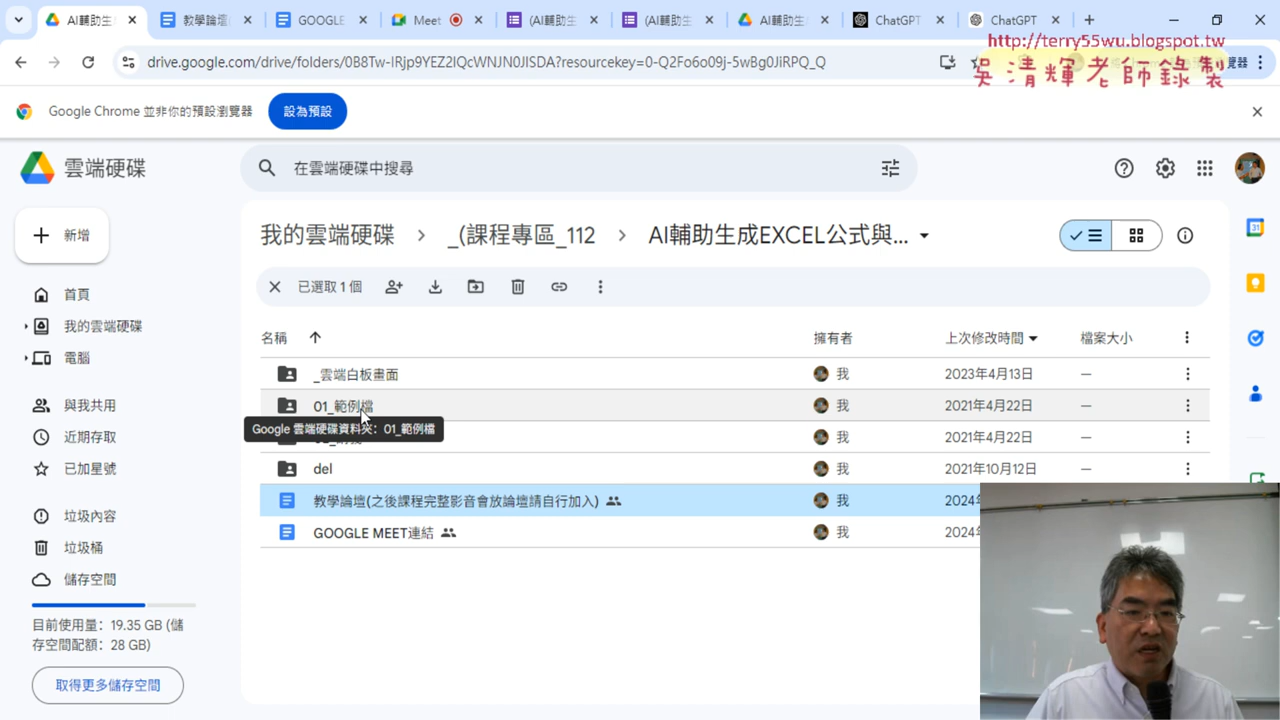 AI輔助生
教學論壇(
GOOGLE
Meet
(AI輔助生
(AI輔助生
AI輔助生
ChatGPT
ChatGPT
http://terry55wu.blogspot.tw
drive.google.com/drive/folders/0B8Tw-IRjp9YEZ2lQcWNJN0JISDA?resourcekey=0-Q2Fo6o09j-5wBg0JiRPQ_Q
吳清輝老師錄製
覽器
Google Chrome 並非你的預設瀏覽器
設為預設
雲端硬碟
在雲端硬碟中搜尋
新增
我的雲端硬碟 › _(課程專區_112 › AI輔助生成EXCEL公式與...
已選取 1 個
首頁
我的雲端硬碟
電腦
與我共用
近期存取
已加星號
垃圾內容
垃圾桶
儲存空間
目前使用量：19.35 GB (儲
存空間配額：28 GB)
取得更多儲存空間
名稱 擁有者 上次修改時間 檔案大小
_雲端白板畫面 我 2023年4月13日 —
01_範例檔 我 2021年4月22日 —
Google 雲端硬碟資料夾：01_範例檔
我 2021年4月22日 —
del 我 2021年10月12日 —
教學論壇(之後課程完整影音會放論壇請自行加入) 我 2024
GOOGLE MEET連結 我 2024
31